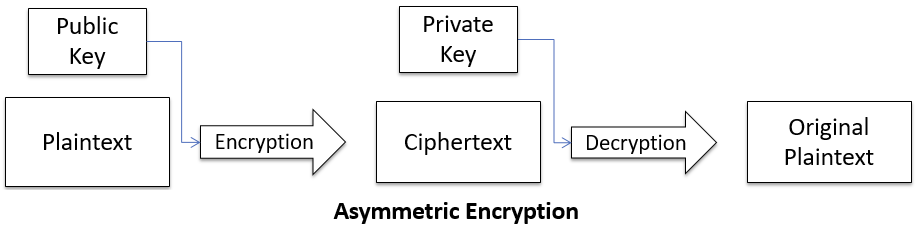 Public
Key
Private
Key
Plaintext
Encryption
Ciphertext
Decryption
Original
Plaintext
Asymmetric Encryption